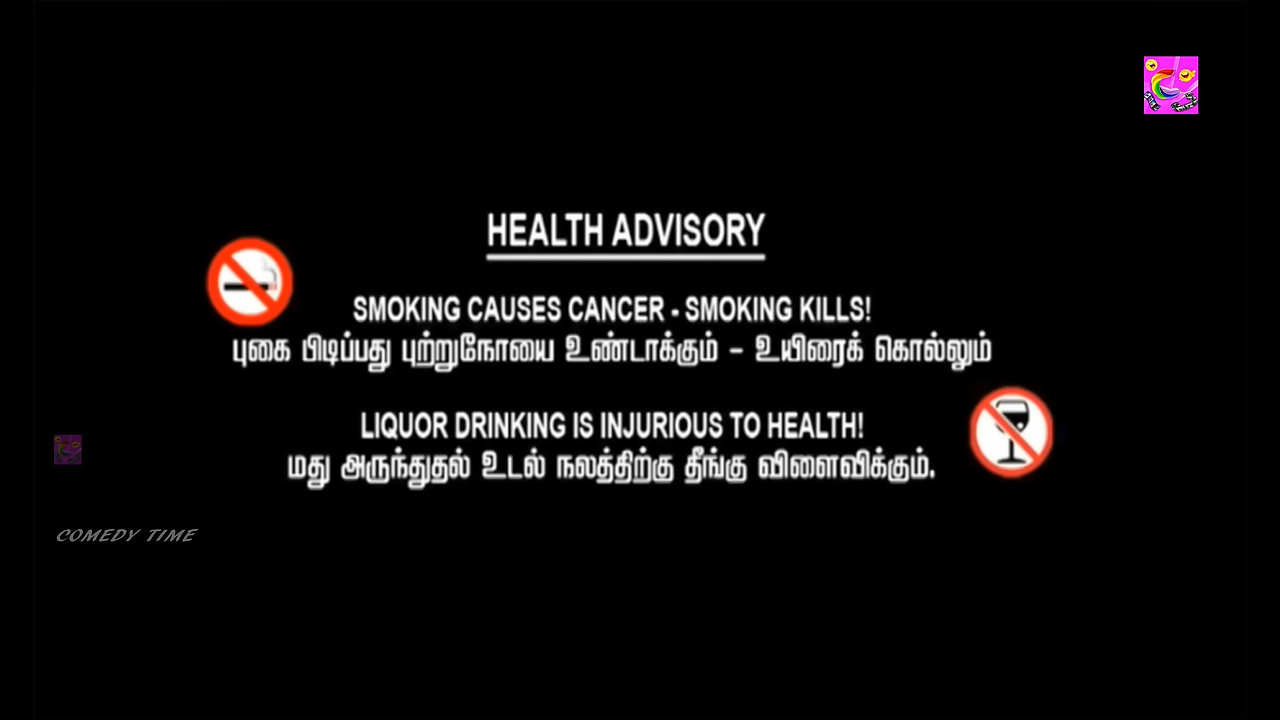 HEALTH ADVISORY
SMOKING CAUSES CANCER - SMOKING KILLS!
புகை பிடிப்பது புற்றுநோயை உண்டாக்கும் – உயிரைக் கொல்லும்
LIQUOR DRINKING IS INJURIOUS TO HEALTH!
மது அருந்துதல் உடல் நலத்திற்கு தீங்கு விளைவிக்கும்.
COMEDY TIME